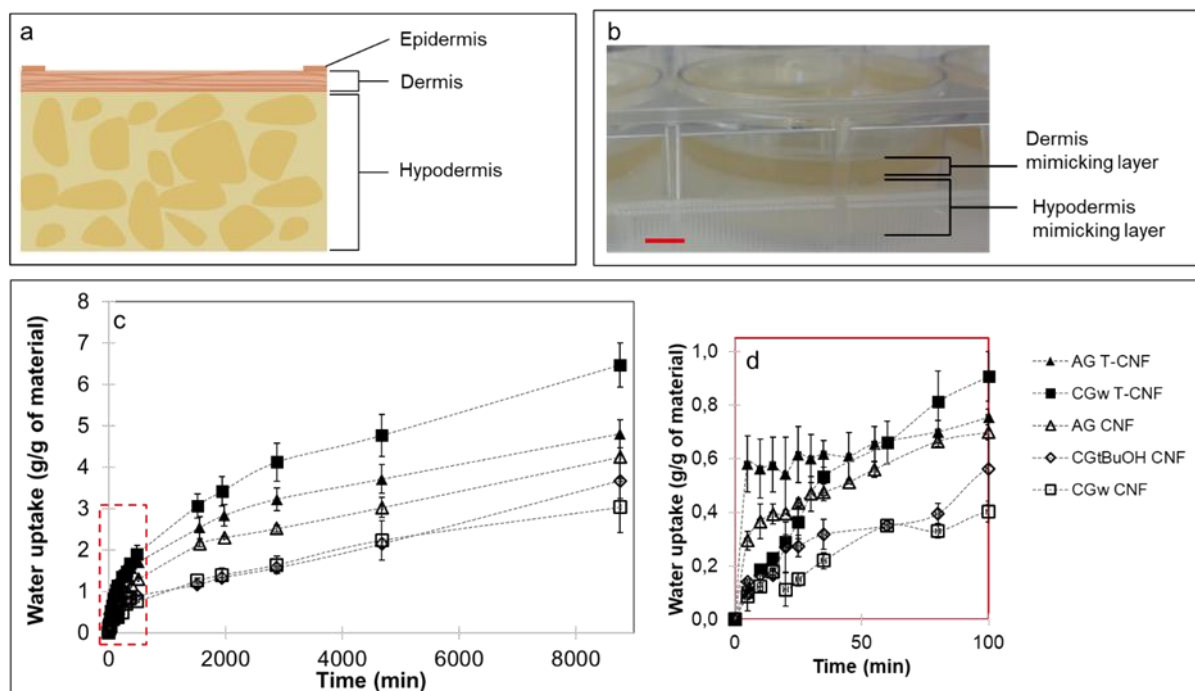 a
Epidermis
Dermis
Hypodermis
b
Dermis
mimicking layer
Hypodermis
mimicking layer
c
Water uptake (g/g of material)
8
7
6
5
4
3
2
1
0
0
2000
4000
6000
8000
Time (min)
d
Water uptake (g/g of material)
1,0
0,8
0,6
0,4
0,2
0,0
0
50
100
Time (min)
AG T-CNF
CGw T-CNF
AG CNF
CGtBuOH CNF
CGw CNF